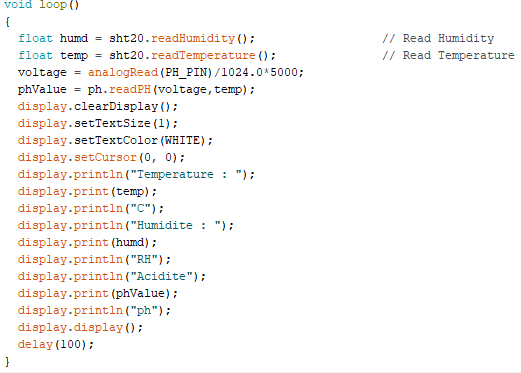 void loop()
{
  float humd = sht20.readHumidity();                  // Read Humidity
  float temp = sht20.readTemperature();               // Read Temperature
  voltage = analogRead(PH_PIN)/1024.0*5000;
  phValue = ph.readPH(voltage,temp);
  display.clearDisplay();
  display.setTextSize(1);
  display.setTextColor(WHITE);
  display.setCursor(0, 0);
  display.println("Temperature : ");
  display.print(temp);
  display.println("C");
  display.println("Humidite : ");
  display.print(humd);
  display.println("RH");
  display.println("Acidite");
  display.print(phValue);
  display.println("ph");
  display.display();
  delay(100);
}